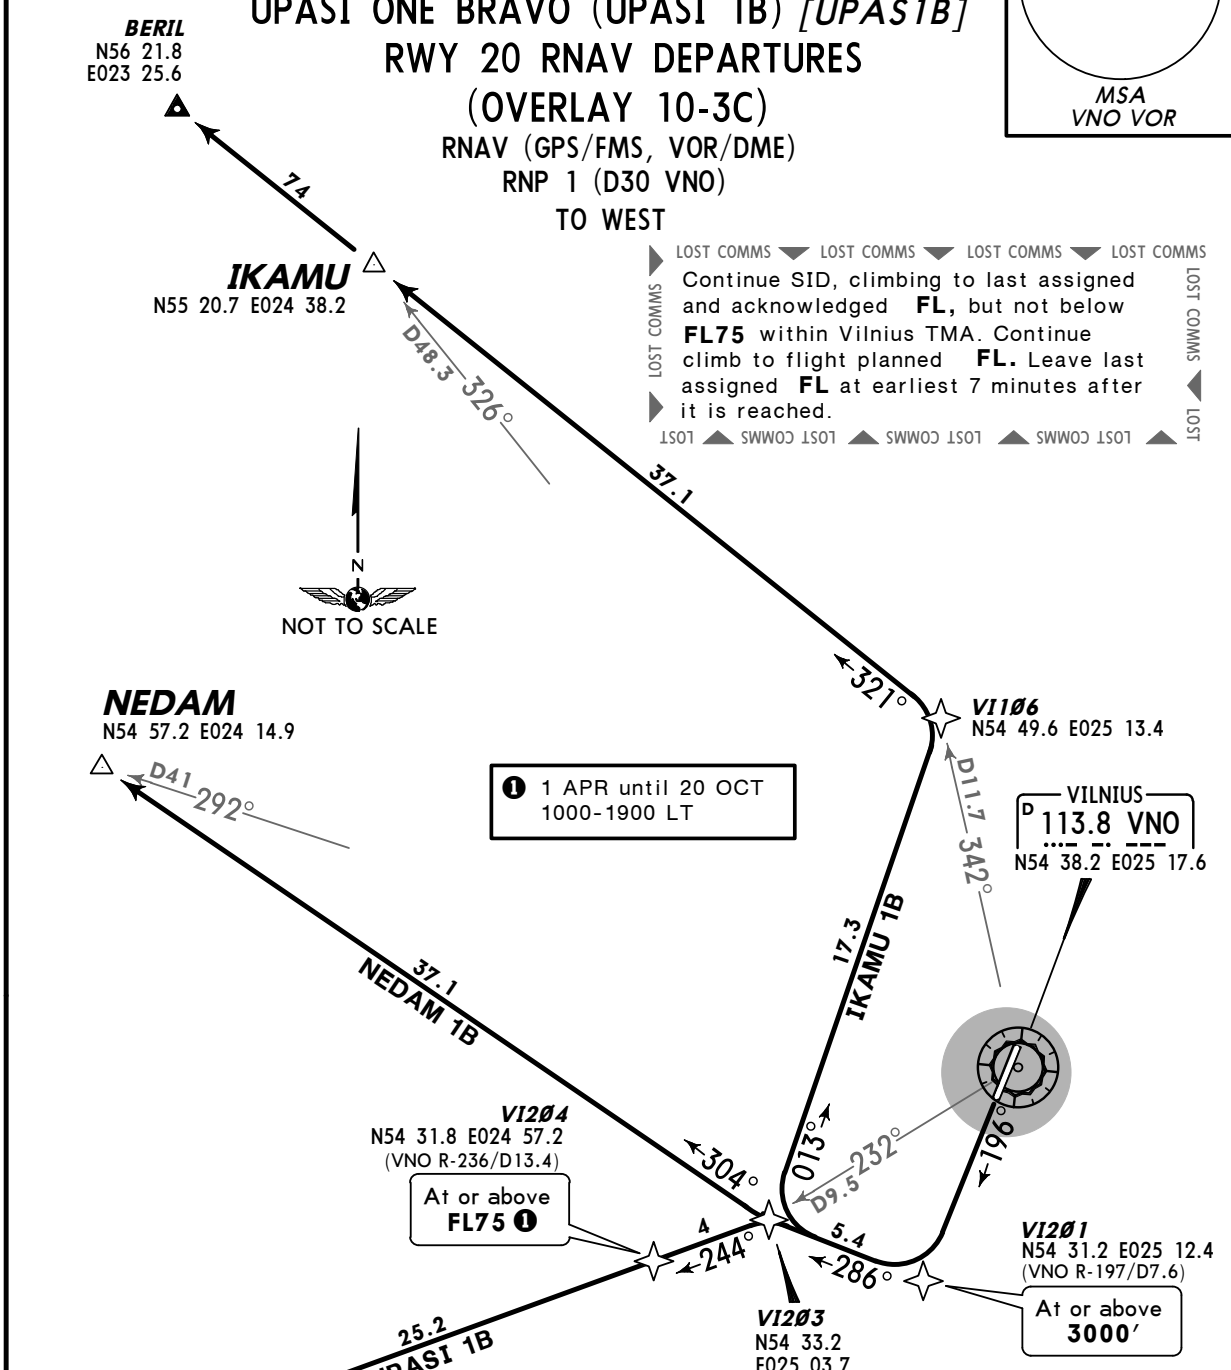 UPASI ONE BRAVO (UPASI 1B) [UPAS1B]
RWY 20 RNAV DEPARTURES
(OVERLAY 10-3C)
RNAV (GPS/FMS, VOR/DME)
RNP 1 (D30 VNO)
TO WEST
MSA
VNO VOR
BERIL
N56 21.8
E023 25.6
74
IKAMU
N55 20.7 E024 38.2
LOST COMMS LOST COMMS LOST COMMS LOST COMMS
LOST COMMS
Continue SID, climbing to last assigned
and acknowledged FL, but not below
FL75 within Vilnius TMA. Continue
climb to flight planned FL. Leave last
assigned FL at earliest 7 minutes after
it is reached.
LOST COMMS
LOST
LOST COMMS LOST COMMS LOST COMMS LOST
D48.3 326°
37.1
N
NOT TO SCALE
321°
VI1Ø6
N54 49.6 E025 13.4
NEDAM
N54 57.2 E024 14.9
D41 292°
1 1 APR until 20 OCT
1000-1900 LT
D11.7 342°
VILNIUS
D 113.8 VNO
N54 38.2 E025 17.6
17.3
IKAMU 1B
37.1
NEDAM 1B
VI2Ø4
N54 31.8 E024 57.2
(VNO R-236/D13.4)
At or above
FL75 1
304°
013°
D9.5 232°
196°
4
244°
5.4
286°
VI2Ø1
N54 31.2 E025 12.4
(VNO R-197/D7.6)
At or above
3000'
VI2Ø3
N54 33.2
E025 03.7
25.2
UPASI 1B